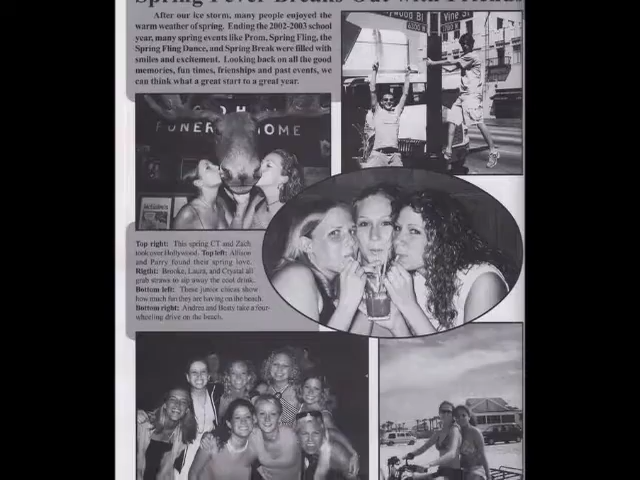 Spring Fever Breaks Out with Friends
After our ice storm, many people enjoyed the
warm weather of spring. Ending the 2002-2003 school
year, many spring events like Prom, Spring Fling, the
Spring Fling Dance, and Spring Break were filled with
smiles and excitement. Looking back on all the good
memories, fun times, frienships and past events, we
can think what a great start to a great year.
Vine St
FUNERAL HOME
Top right: This spring CT and Zach
took over Hollywood. Top left: Allison
and Parry found their spring love.
Rigtht: Brooke, Laura, and Crystal all
grab straws to sip away the cool drink.
Bottom left: These junior chicas show
how much fun they are having on the beach.
Bottom right: Andrea and Beaty take a four-
wheeling drive on the beach.